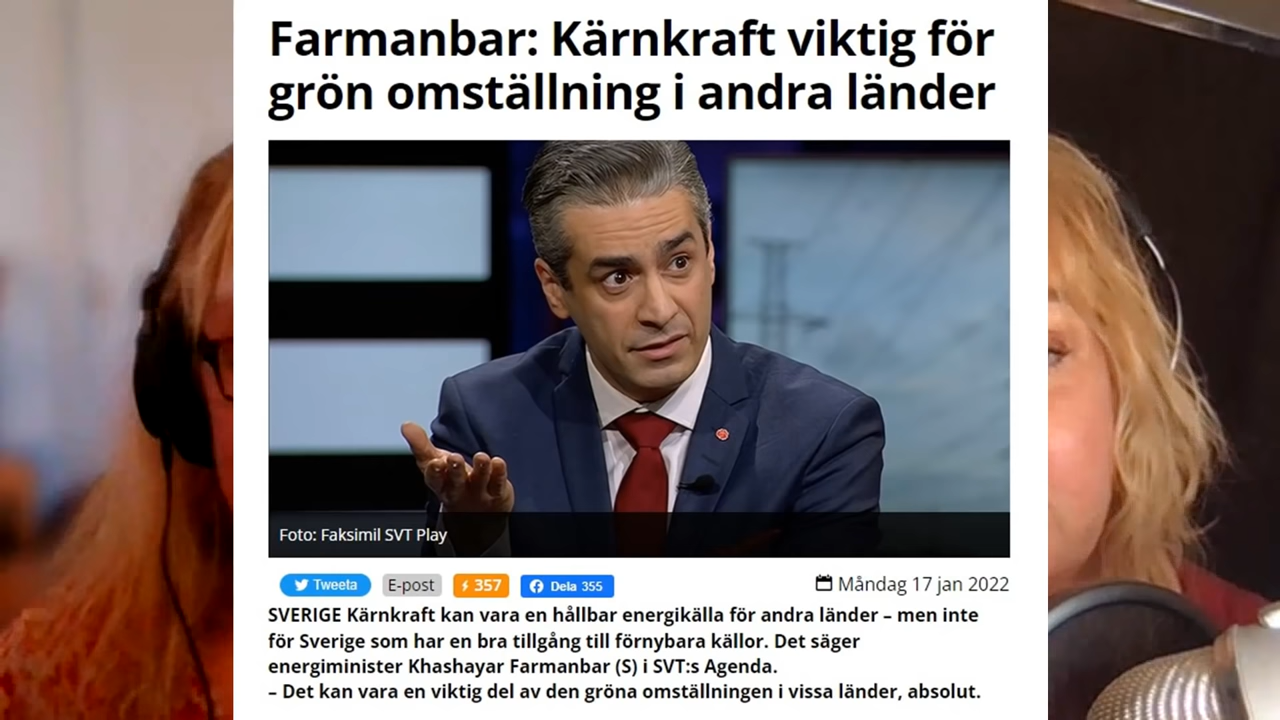 Farmanbar: Kärnkraft viktig för
grön omställning i andra länder
Foto: Faksimil SVT Play
Tweeta E-post 357 Dela 355 Måndag 17 jan 2022
SVERIGE Kärnkraft kan vara en hållbar energikälla för andra länder – men inte
för Sverige som har en bra tillgång till förnybara källor. Det säger
energiminister Khashayar Farmanbar (S) i SVT:s Agenda.
– Det kan vara en viktig del av den gröna omställningen i vissa länder, absolut.